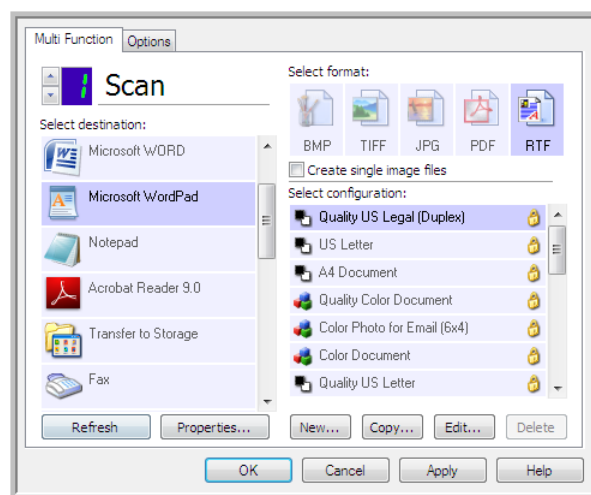 Multi Function
Options
1 Scan
Select destination:
Microsoft WORD
Microsoft WordPad
Notepad
Acrobat Reader 9.0
Transfer to Storage
Fax
Refresh
Properties...
Select format:
BMP TIFF JPG PDF RTF
Create single image files
Select configuration:
Quality US Legal (Duplex)
US Letter
A4 Document
Quality Color Document
Color Photo for Email (6x4)
Color Document
Quality US Letter
New... Copy... Edit... Delete
OK Cancel Apply Help